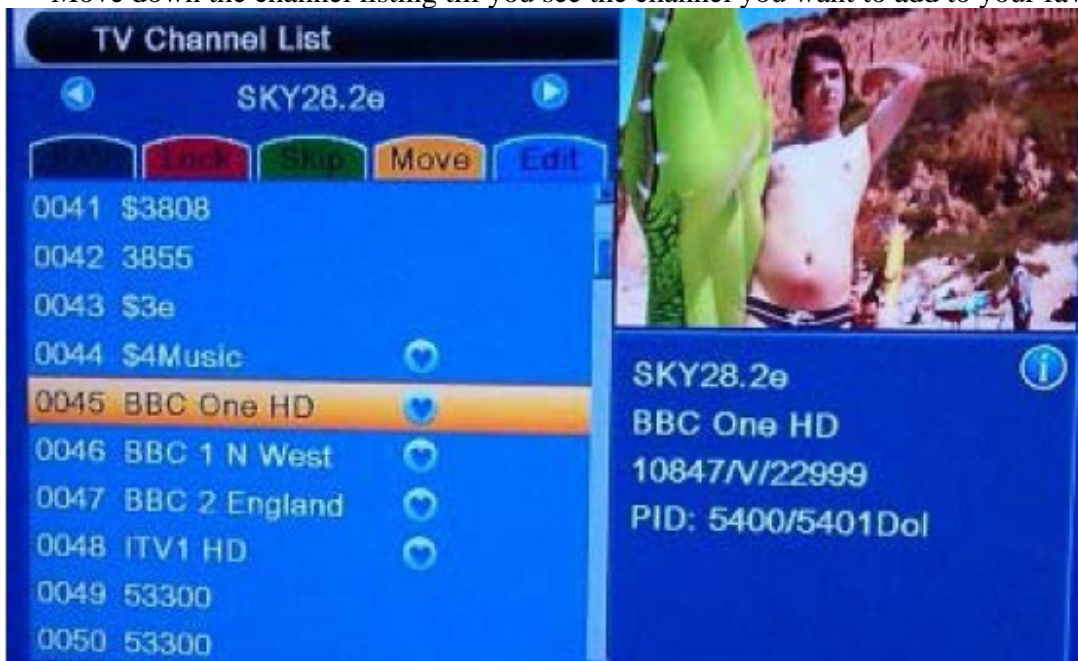 Move down the channel listing till you see the channel you want to add to your fav
TV Channel List
SKY28.2e
FAV Lock Skip Move Edit
0041 $3808
0042 3855
0043 $3e
0044 $4Music
0045 BBC One HD
0046 BBC 1 N West
0047 BBC 2 England
0048 ITV1 HD
0049 53300
0050 53300
SKY28.2e
BBC One HD
10847/V/22999
PID: 5400/5401Dol